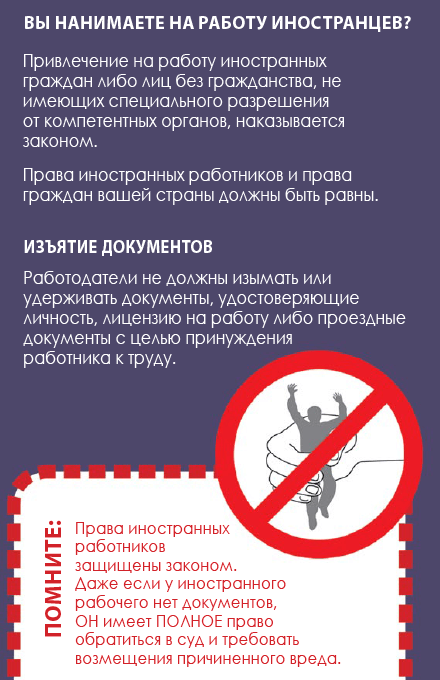 ВЫ НАНИМАЕТЕ НА РАБОТУ ИНОСТРАНЦЕВ?
Привлечение на работу иностранных
граждан либо лиц без гражданства, не
имеющих специального разрешения
от компетентных органов, наказывается
законом.
Права иностранных работников и права
граждан вашей страны должны быть равны.
ИЗЪЯТИЕ ДОКУМЕНТОВ
Работодатели не должны изымать или
удерживать документы, удостоверяющие
личность, лицензию на работу либо проездные
документы с целью принуждения
работника к труду.
ПОМНИТЕ:
Права иностранных
работников
защищены законом.
Даже если у иностранного
рабочего нет документов,
ОН имеет ПОЛНОЕ право
обратиться в суд и требовать
возмещения причиненного вреда.